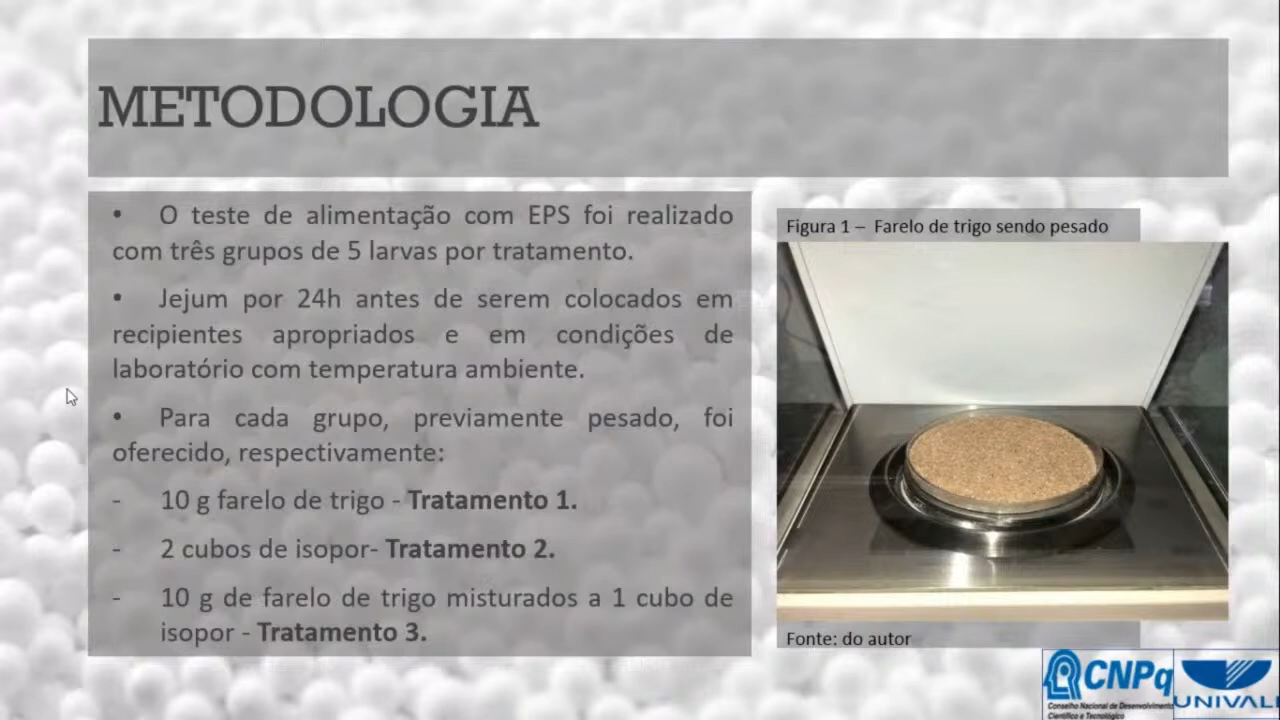 METODOLOGIA
• O teste de alimentação com EPS foi realizado
com três grupos de 5 larvas por tratamento.
• Jejum por 24h antes de serem colocados em
recipientes apropriados e em condições de
laboratório com temperatura ambiente.
• Para cada grupo, previamente pesado, foi
oferecido, respectivamente:
- 10 g farelo de trigo - Tratamento 1.
- 2 cubos de isopor- Tratamento 2.
- 10 g de farelo de trigo misturados a 1 cubo de
isopor - Tratamento 3.
Figura 1 – Farelo de trigo sendo pesado
Fonte: do autor
CNPq
Conselho Nacional de Desenvolvimento
Científico e Tecnológico
UNIVALI